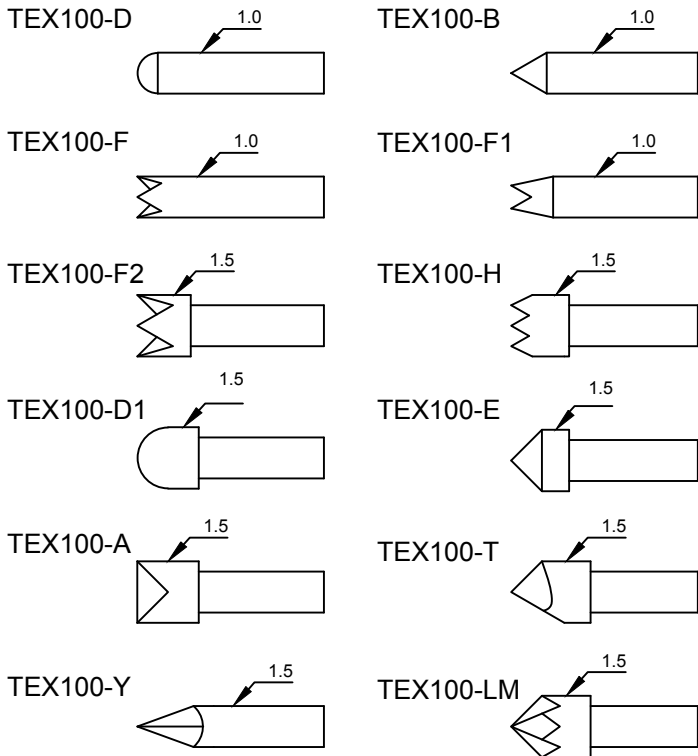 TEX100-D 1.0
TEX100-B 1.0
TEX100-F 1.0
TEX100-F1 1.0
TEX100-F2 1.5
TEX100-H 1.5
TEX100-D1 1.5
TEX100-E 1.5
TEX100-A 1.5
TEX100-T 1.5
TEX100-Y 1.5
TEX100-LM 1.5